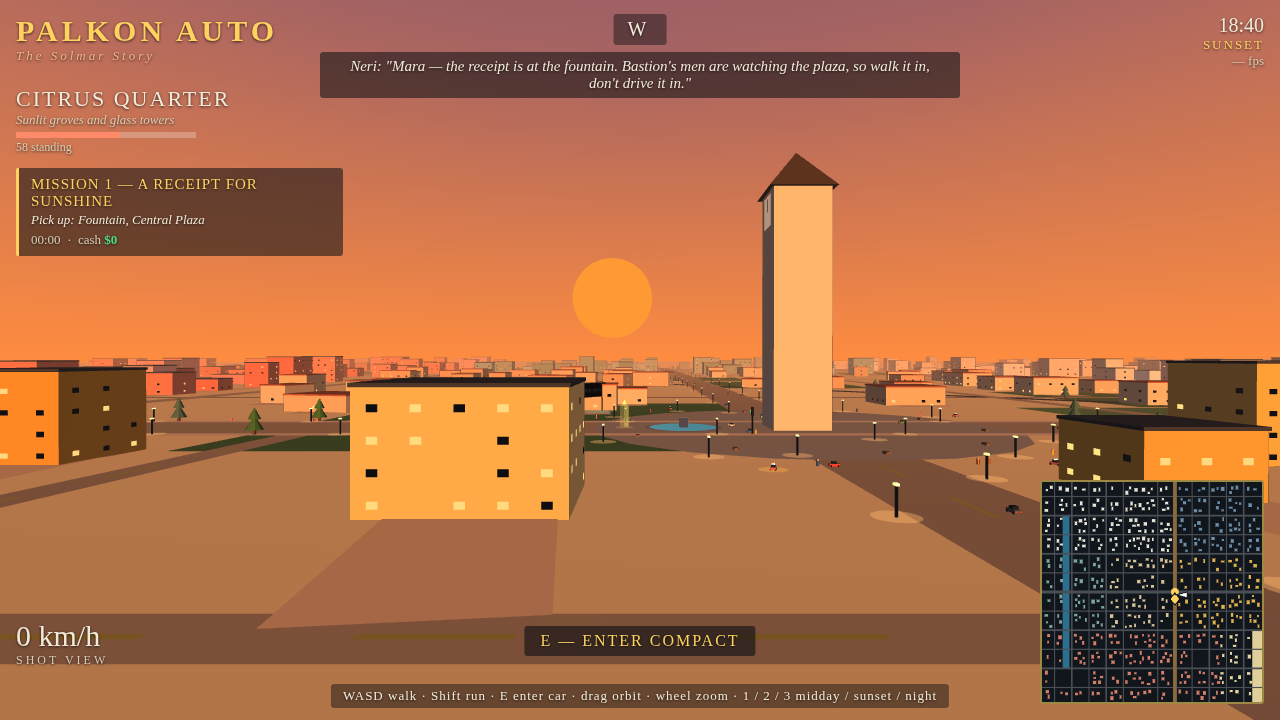 PALKON AUTO
The Solmar Story
W
18:40
SUNSET
— fps
Neri: "Mara — the receipt is at the fountain. Bastion's men are watching the plaza, so walk it in,
don't drive it in."
CITRUS QUARTER
Sunlit groves and glass towers
58 standing
MISSION 1 — A RECEIPT FOR
SUNSHINE
Pick up: Fountain, Central Plaza
00:00 · cash $0
0 km/h
SHOT VIEW
E — ENTER COMPACT
WASD walk · Shift run · E enter car · drag orbit · wheel zoom · 1 / 2 / 3 midday / sunset / night